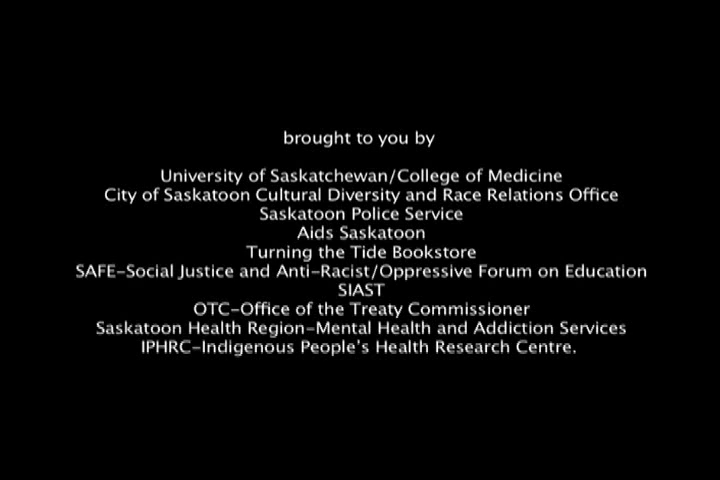 brought to you by
University of Saskatchewan/College of Medicine
City of Saskatoon Cultural Diversity and Race Relations Office
Saskatoon Police Service
Aids Saskatoon
Turning the Tide Bookstore
SAFE-Social Justice and Anti-Racist/Oppressive Forum on Education
SIAST
OTC-Office of the Treaty Commissioner
Saskatoon Health Region-Mental Health and Addiction Services
IPHRC-Indigenous People's Health Research Centre.